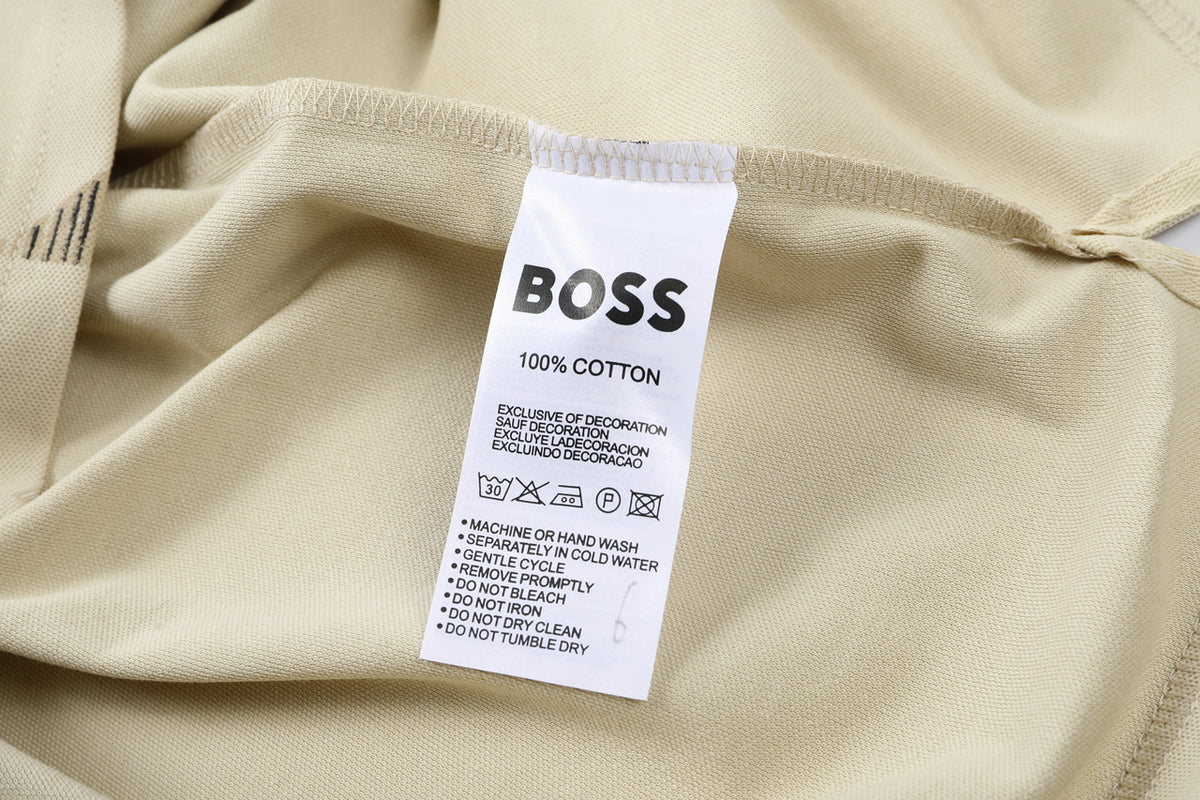 BOSS
100% COTTON
EXCLUSIVE OF DECORATION
SAUF DECORATION
EXCLUYE LADECORACION
EXCLUINDO DECORACAO
30 P
• MACHINE OR HAND WASH
• SEPARATELY IN COLD WATER
• GENTLE CYCLE
• REMOVE PROMPTLY
• DO NOT BLEACH
• DO NOT IRON
• DO NOT DRY CLEAN
• DO NOT TUMBLE DRY
6